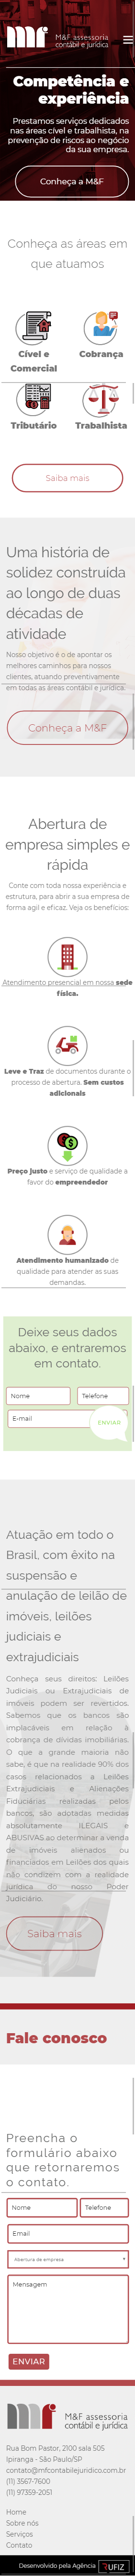 mf M&F assessoria
contábil e jurídica
Competência e
experiência
Prestamos serviços dedicados
nas áreas cível e trabalhista, na
prevenção de riscos ao negócio
da sua empresa.
Conheça a M&F
Conheça as áreas em
que atuamos
Cível e
Comercial
Cobrança
Tributário
Trabalhista
Saiba mais
Uma história de
solidez construída
ao longo de duas
décadas de
atividade
Nosso objetivo é o de apontar os
melhores caminhos para nossos
clientes, atuando preventivamente
em todas as áreas contábil e jurídica.
Conheça a M&F
Abertura de
empresa simples e
rápida
Conte com toda nossa experiência e
estrutura, para abrir a sua empresa de
forma ágil e eficaz. Veja os benefícios:
Atendimento presencial em nossa sede
física.
Leve e Traz de documentos durante o
processo de abertura. Sem custos
adicionais
Preço justo e serviço de qualidade a
favor do empreendedor
Atendimento humanizado de
qualidade para atender as suas
demandas.
Deixe seus dados
abaixo, e entraremos
em contato.
Nome
Telefone
E-mail
ENVIAR
Atuação em todo o
Brasil, com êxito na
suspensão e
anulação de leilão de
imóveis, leilões
judiciais e
extrajudiciais
Conheça seus direitos: Leilões
Judiciais ou Extrajudiciais de
imóveis podem ser revertidos.
Sabemos que os bancos são
implacáveis em relação à
cobrança de dívidas imobiliárias.
O que a grande maioria não
sabe, é que na realidade 90% dos
casos relacionados a Leilões
Extrajudiciais e Alienações
Fiduciárias realizadas pelos
bancos, são adotadas medidas
absolutamente ILEGAIS e
ABUSIVAS ao determinar a venda
de imóveis alienados ou
financiados em Leilões dos quais
não condizem com a realidade
jurídica do nosso Poder
Judiciário.
Saiba mais
Fale conosco
Preencha o
formulário abaixo
que retornaremos
o contato.
Nome
Telefone
Email
Abertura de empresa
Mensagem
ENVIAR
mf M&F assessoria
contábil e jurídica
Rua Bom Pastor, 2100 sala 505
Ipiranga - São Paulo/SP
contato@mfcontabilejuridico.com.br
(11) 3567-7600
(11) 97359-2051
Home
Sobre nós
Serviços
Contato
Desenvolvido pela Agência RUFIZ